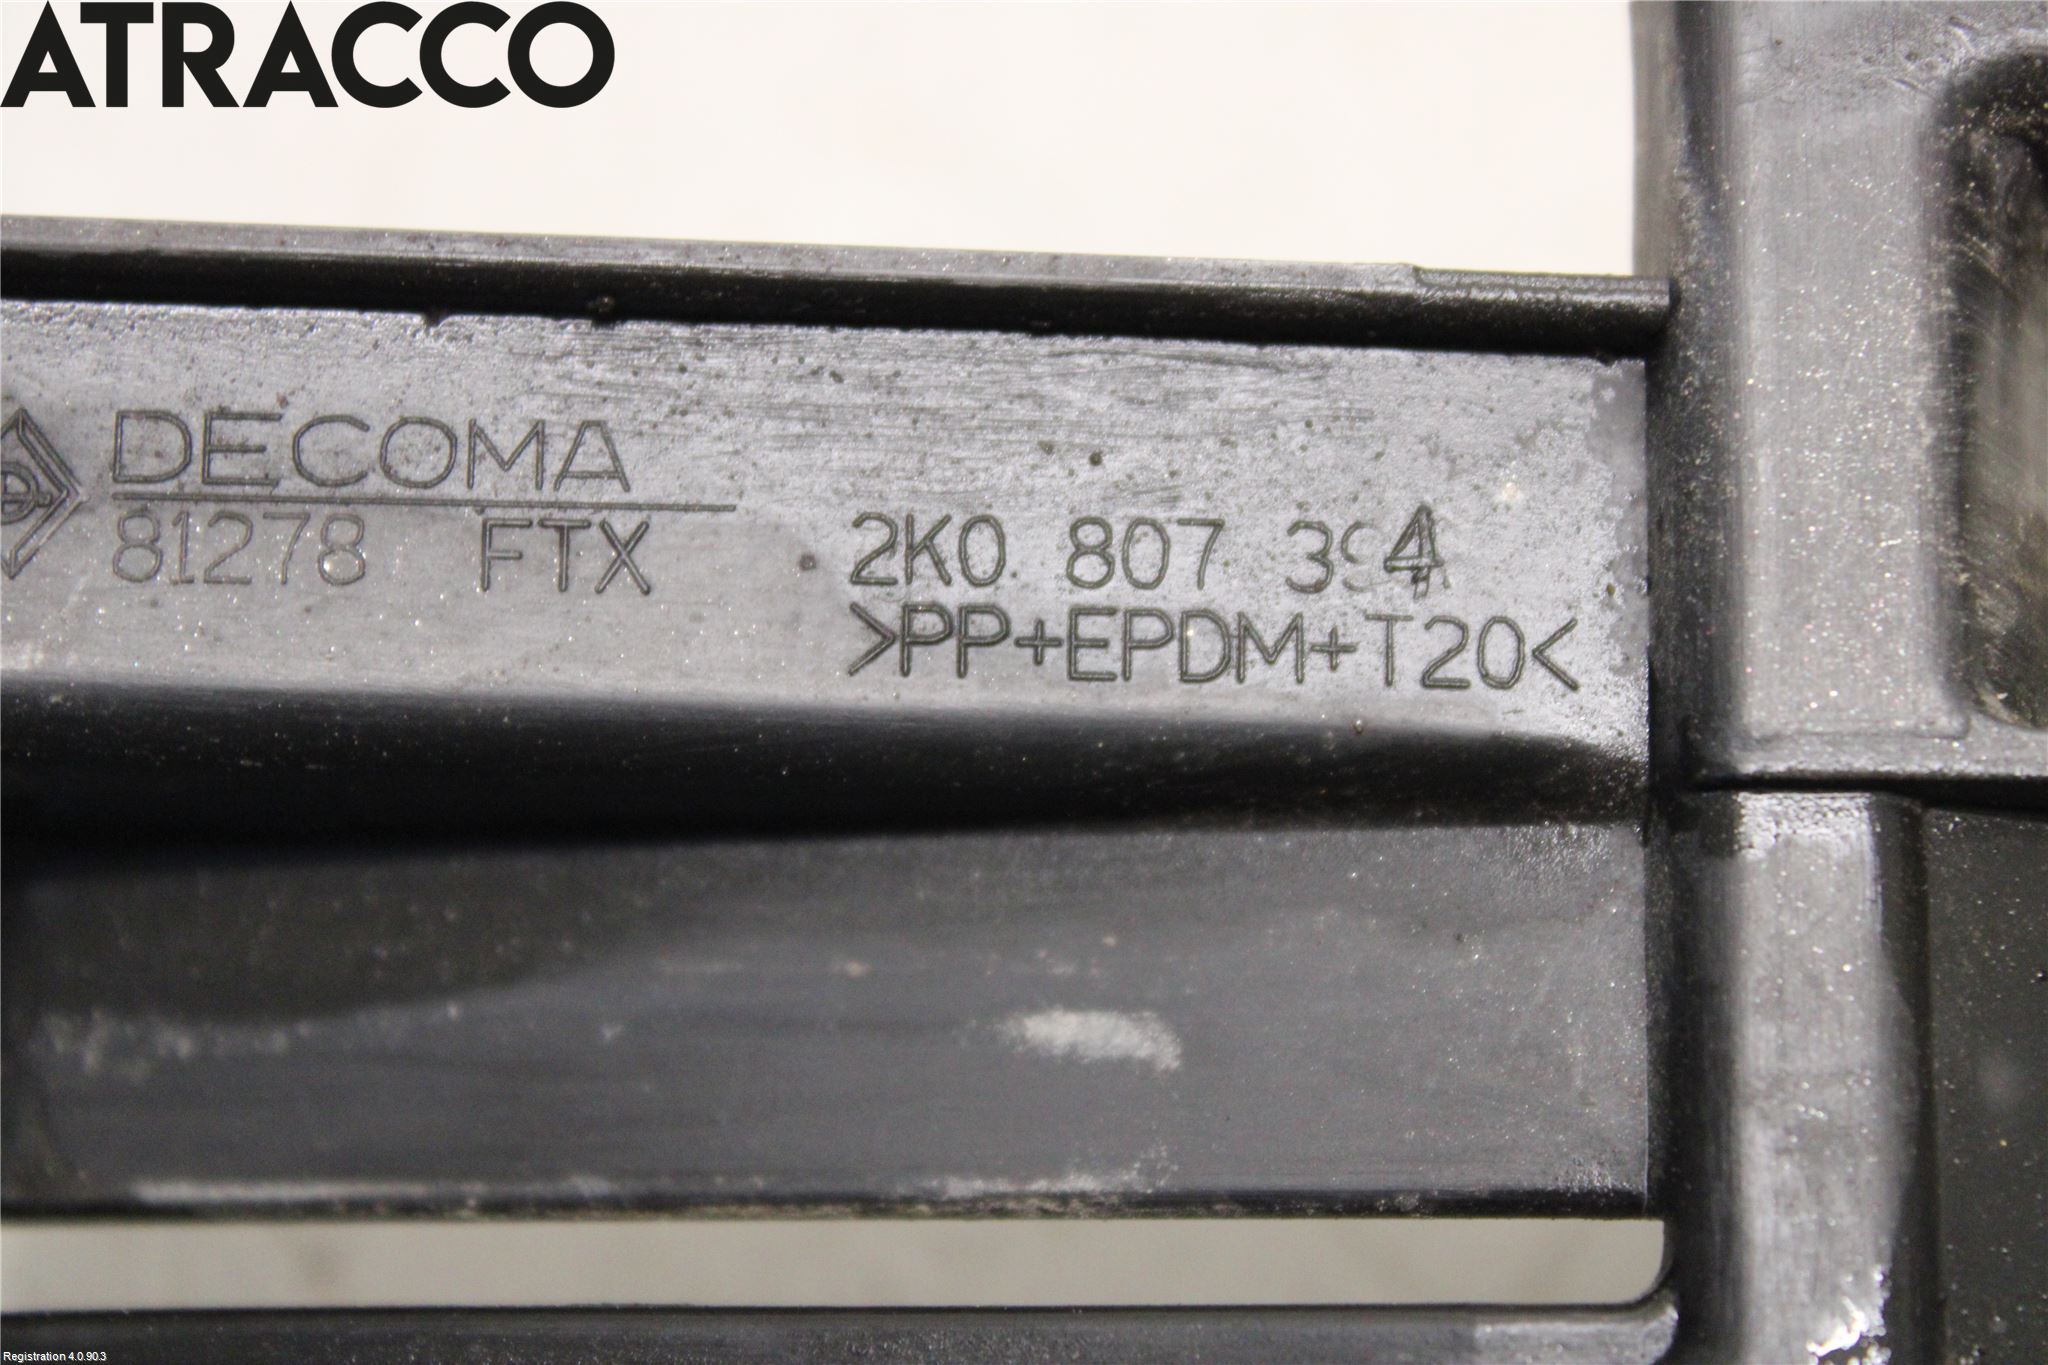 ATRACCO
DECOMA
81278 FTX
2K0 807 394
>PP+EPDM+T20<
Registration 4.0.90.3